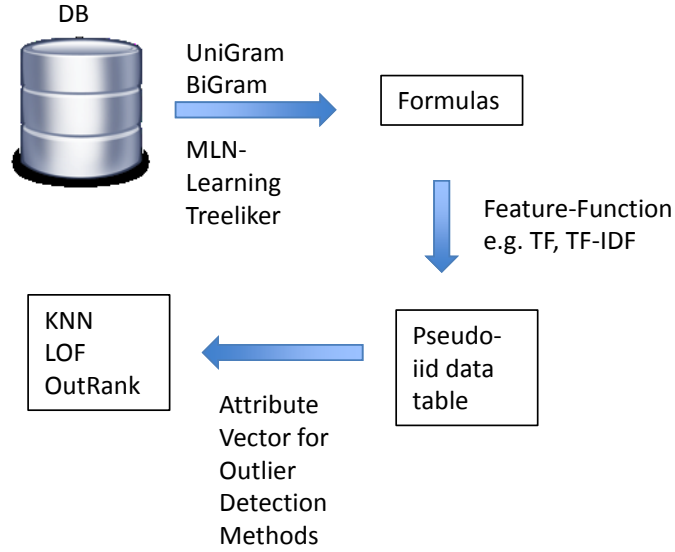 DB
UniGram
BiGram
MLN-
Learning
Treeliker
Formulas
Feature-Function
e.g. TF, TF-IDF
Pseudo-
iid data
table
Attribute
Vector for
Outlier
Detection
Methods
KNN
LOF
OutRank